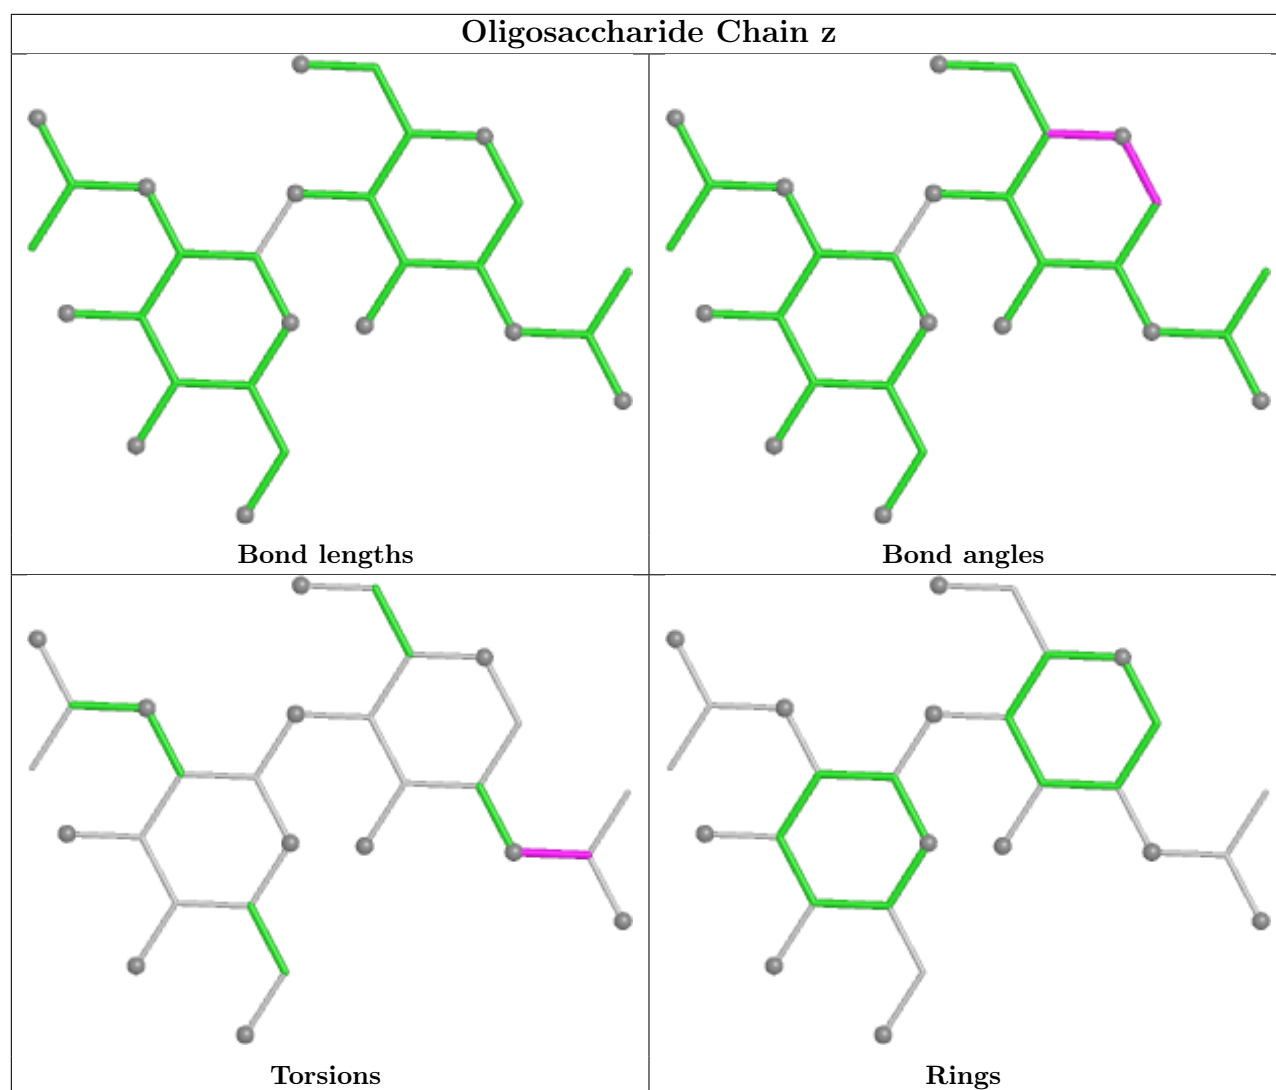 Oligosaccharide Chain z
Bond lengths
Bond angles
Torsions
Rings